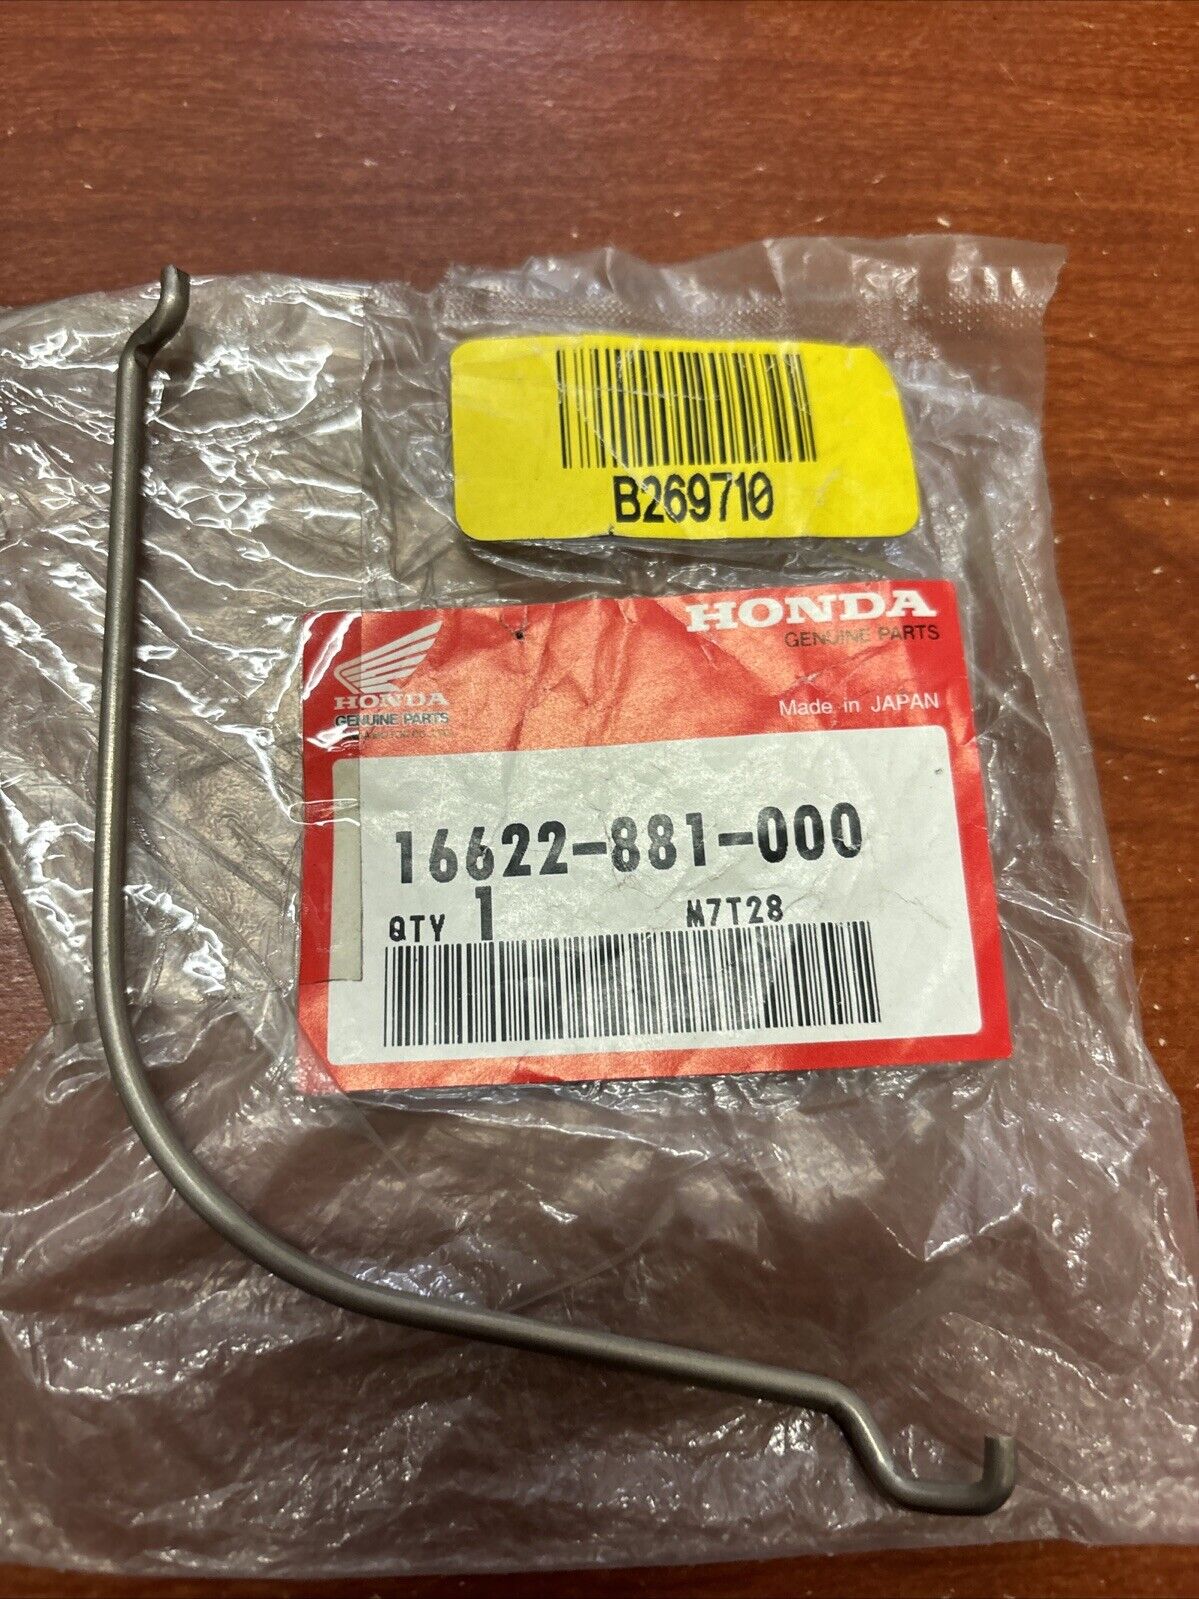 B269710
HONDA
GENUINE PARTS
HONDA
GENUINE PARTS
Made in JAPAN
16622-881-000
QTY 1 M7T28